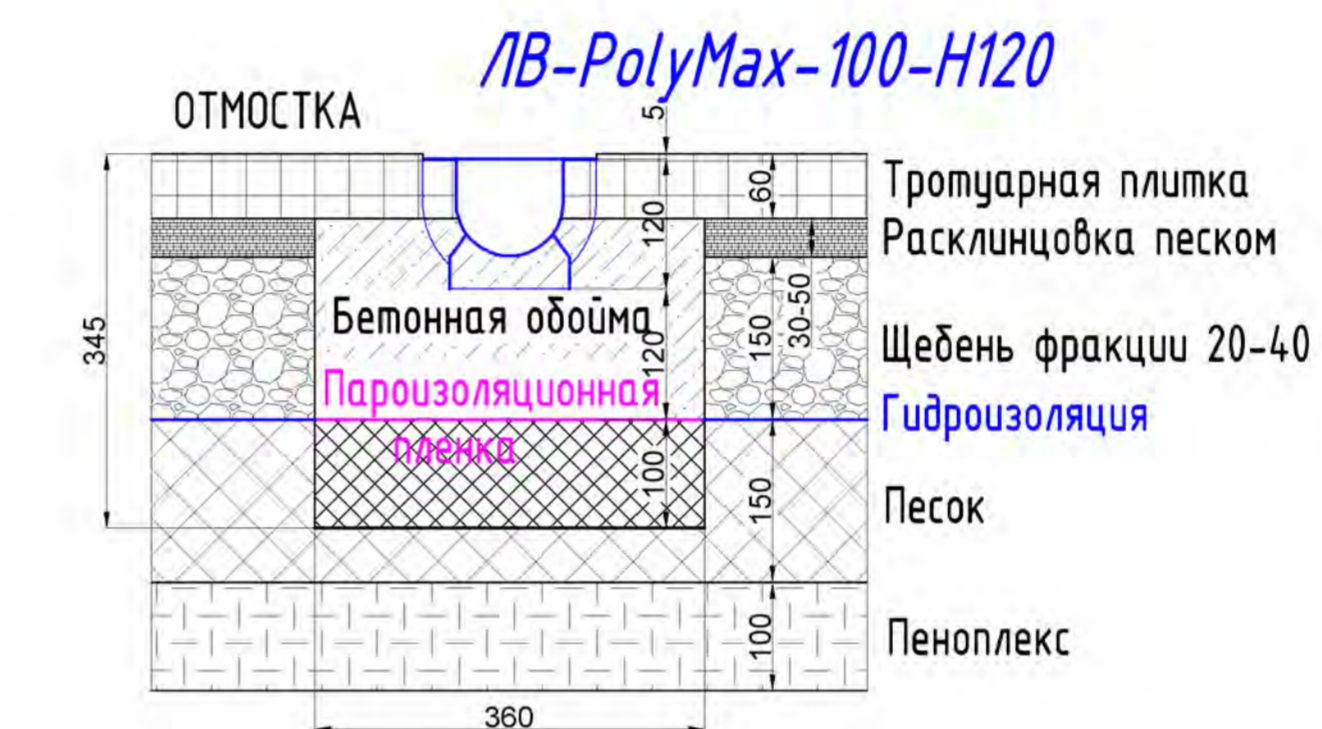 ЛВ-PolyMax-100-H120
ОТМОСТКА
5
Тротуарная плитка
60
120
Расклинцовка песком
30-50
345
Бетонная обойма
120
150
Щебень фракции 20-40
Пароизоляционная
пленка
Гидроизоляция
100
150
Песок
100
Пеноплекс
360